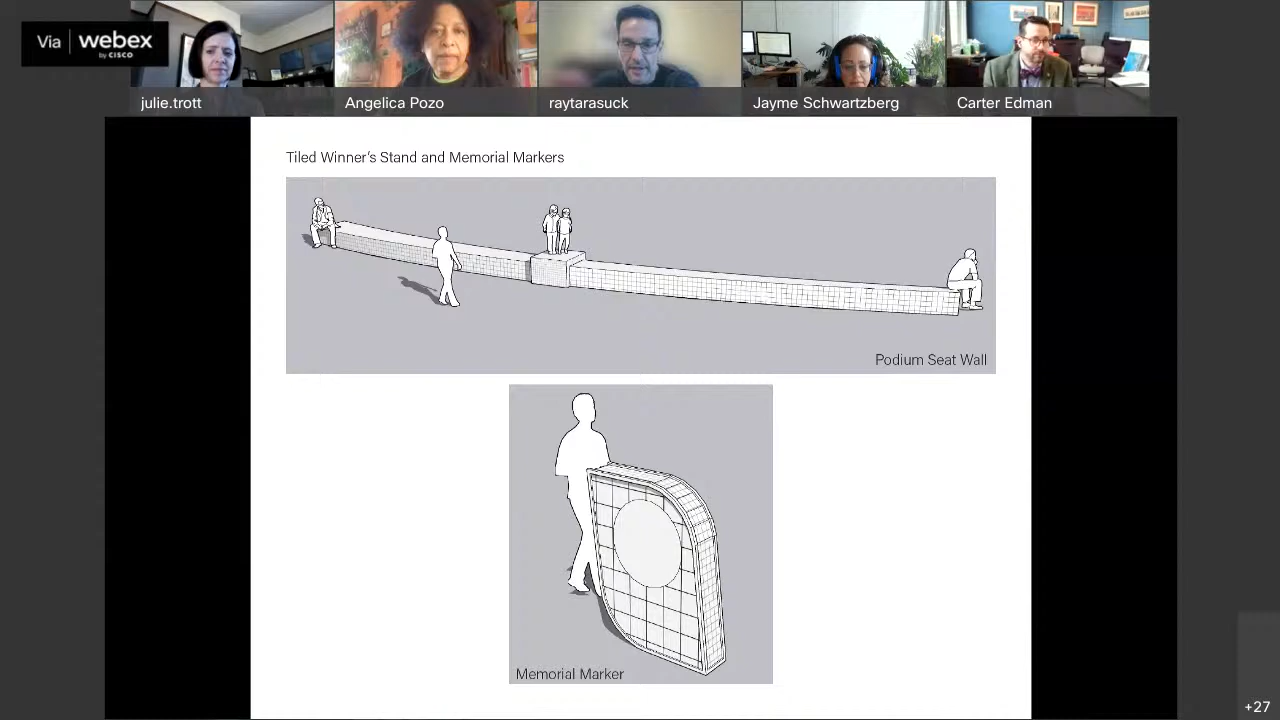 Via | webex
by CISCO
julie.trott
Angelica Pozo
raytarasuck
Jayme Schwartzberg
Carter Edman
Tiled Winner's Stand and Memorial Markers
Podium Seat Wall
Memorial Marker
+27